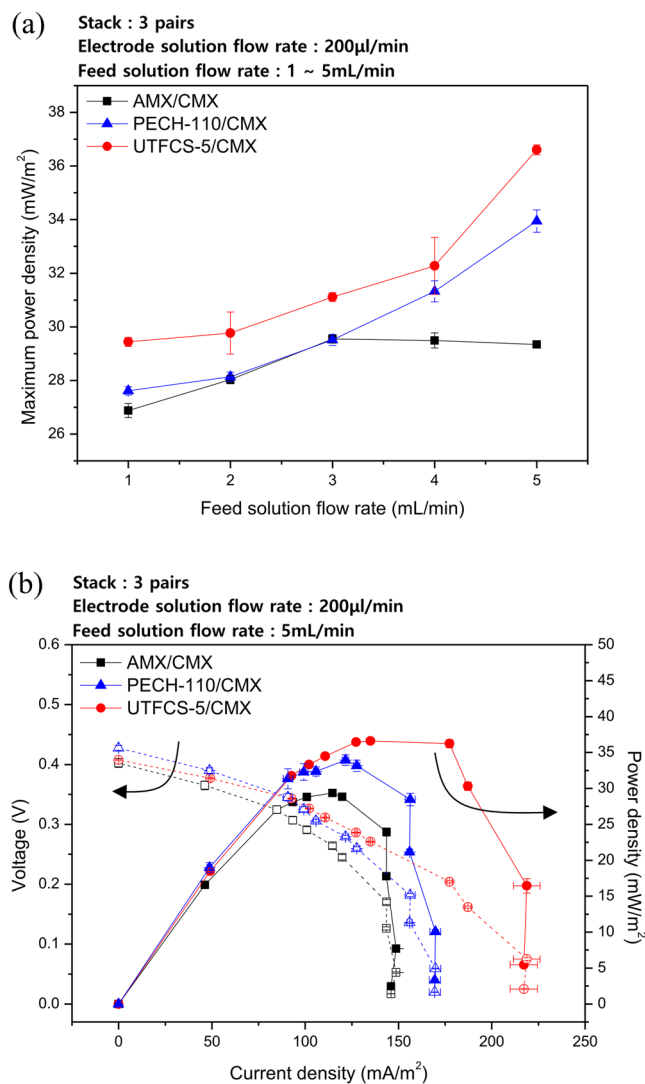 (a)
Stack : 3 pairs
Electrode solution flow rate : 200μl/min
Feed solution flow rate : 1 ~ 5mL/min
AMX/CMX
PECH-110/CMX
UTFCS-5/CMX
Maximum power density (mW/m²)
38
36
34
32
30
28
26
1 2 3 4 5
Feed solution flow rate (mL/min)
(b)
Stack : 3 pairs
Electrode solution flow rate : 200μl/min
Feed solution flow rate : 5mL/min
AMX/CMX
PECH-110/CMX
UTFCS-5/CMX
Voltage (V)
0.6
0.5
0.4
0.3
0.2
0.1
0.0
50
45
40
35
30
25
20
15
10
5
0
Power density (mW/m²)
0 50 100 150 200 250
Current density (mA/m²)